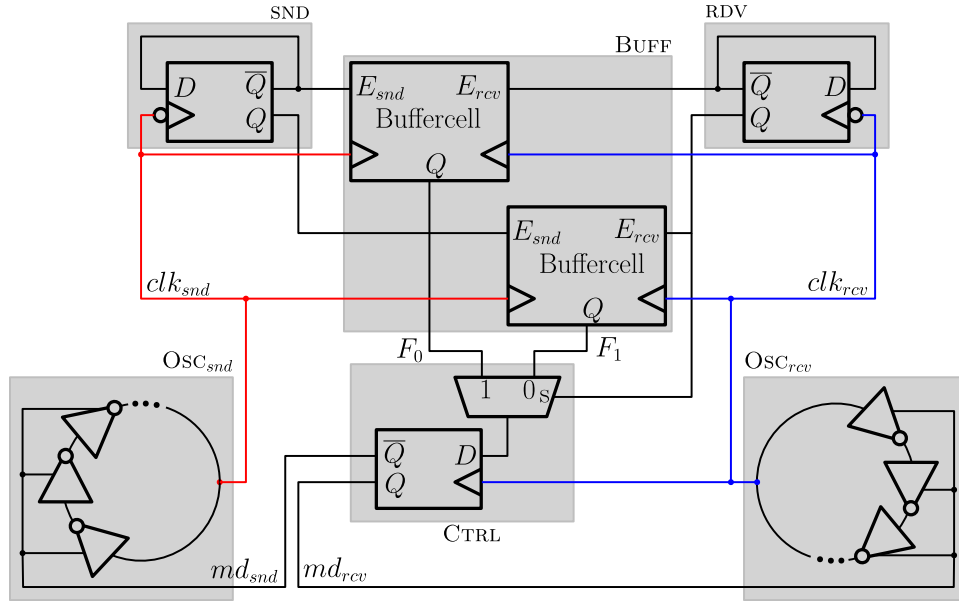 SND
RDV
BUFF
D
Q̅
Q
E_snd
E_rcv
Buffercell
Q
Q̅
D
Q
E_snd
E_rcv
Buffercell
Q
clk_snd
clk_rcv
F_0
F_1
OSC_snd
OSC_rcv
1
0
S
Q̅
D
Q
CTRL
md_snd
md_rcv